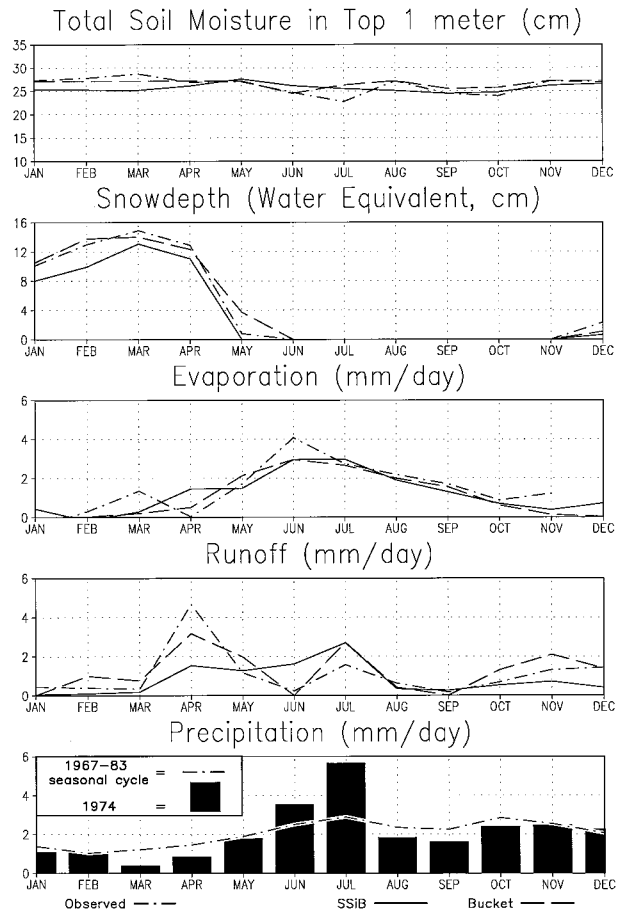 Total Soil Moisture in Top 1 meter (cm)
35
30
25
20
15
10
JAN FEB MAR APR MAY JUN JUL AUG SEP OCT NOV DEC
Snowdepth (Water Equivalent, cm)
16
12
8
4
0
JAN FEB MAR APR MAY JUN JUL AUG SEP OCT NOV DEC
Evaporation (mm/day)
6
4
2
0
JAN FEB MAR APR MAY JUN JUL AUG SEP OCT NOV DEC
Runoff (mm/day)
6
4
2
0
JAN FEB MAR APR MAY JUN JUL AUG SEP OCT NOV DEC
Precipitation (mm/day)
6
4
2
0
1967-83
seasonal cycle =
1974 =
JAN FEB MAR APR MAY JUN JUL AUG SEP OCT NOV DEC
Observed SSiB Bucket